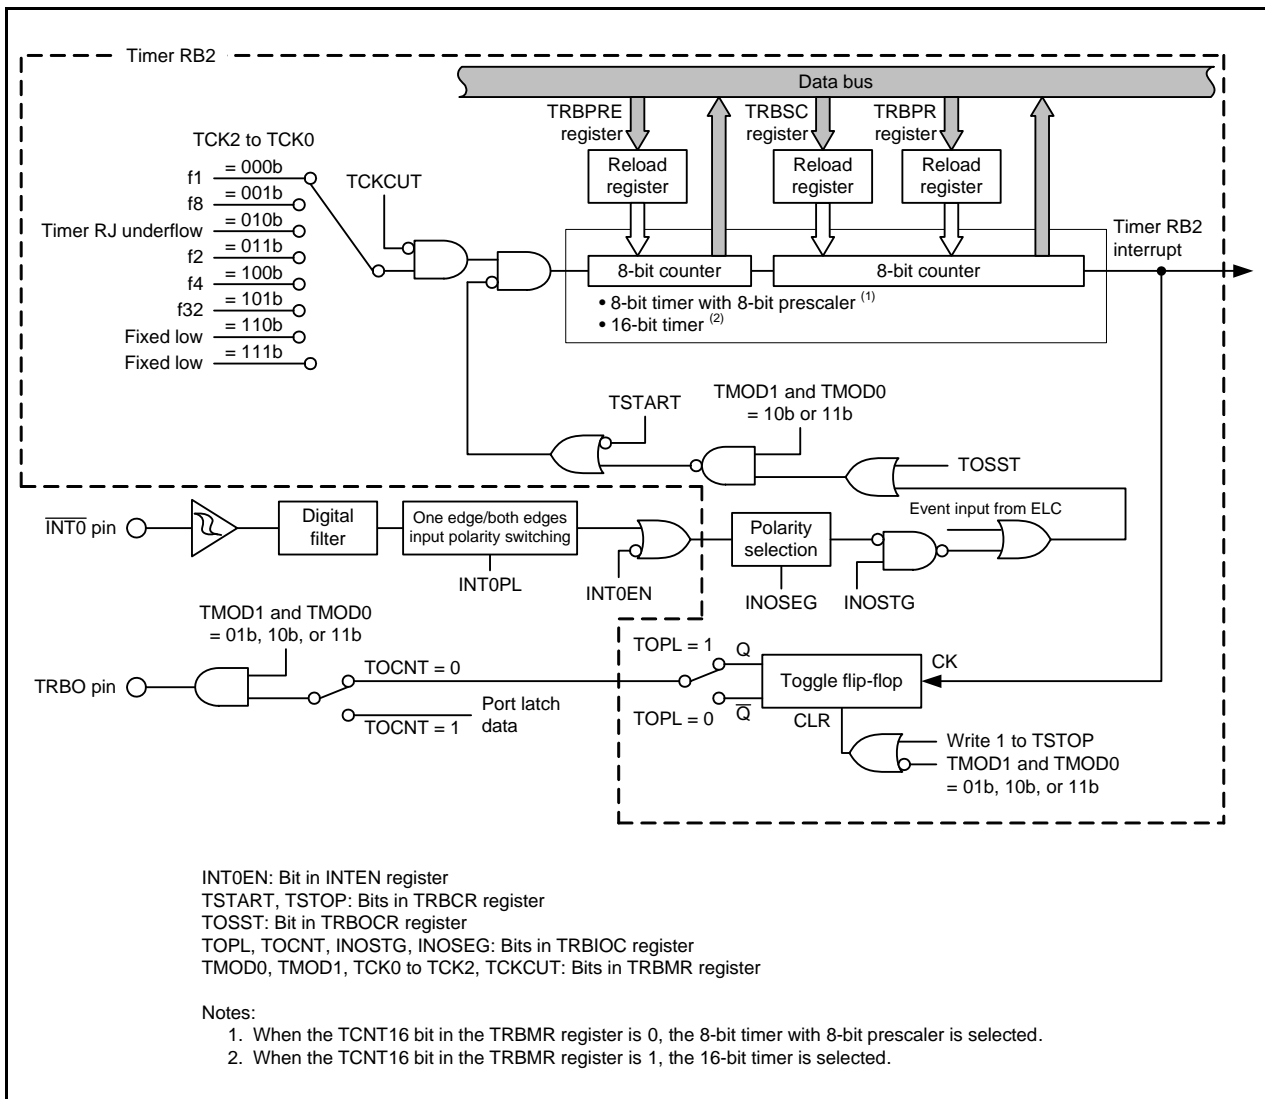 Timer RB2
Data bus
TRBPRE
register
TRBSC
register
TRBPR
register
TCK2 to TCK0
Reload
register
Reload
register
Reload
register
f1
= 000b
f8
= 001b
Timer RJ underflow
= 010b
f2
= 011b
f4
= 100b
f32
= 101b
Fixed low
= 110b
Fixed low
= 111b
TCKCUT
8-bit counter
8-bit counter
Timer RB2
interrupt
• 8-bit timer with 8-bit prescaler (1)
• 16-bit timer (2)
TSTART
TMOD1 and TMOD0
= 10b or 11b
TOSST
INT0 pin
Digital
filter
One edge/both edges
input polarity switching
INT0PL
INT0EN
Polarity
selection
INOSEG
INOSTG
Event input from ELC
TMOD1 and TMOD0
= 01b, 10b, or 11b
TRBO pin
TOCNT = 0
TOCNT = 1
Port latch
data
TOPL = 1
TOPL = 0
Q
Q
Toggle flip-flop
CK
CLR
Write 1 to TSTOP
TMOD1 and TMOD0
= 01b, 10b, or 11b
INT0EN: Bit in INTEN register
TSTART, TSTOP: Bits in TRBCR register
TOSST: Bit in TRBOCR register
TOPL, TOCNT, INOSTG, INOSEG: Bits in TRBIOC register
TMOD0, TMOD1, TCK0 to TCK2, TCKCUT: Bits in TRBMR register
Notes:
1. When the TCNT16 bit in the TRBMR register is 0, the 8-bit timer with 8-bit prescaler is selected.
2. When the TCNT16 bit in the TRBMR register is 1, the 16-bit timer is selected.